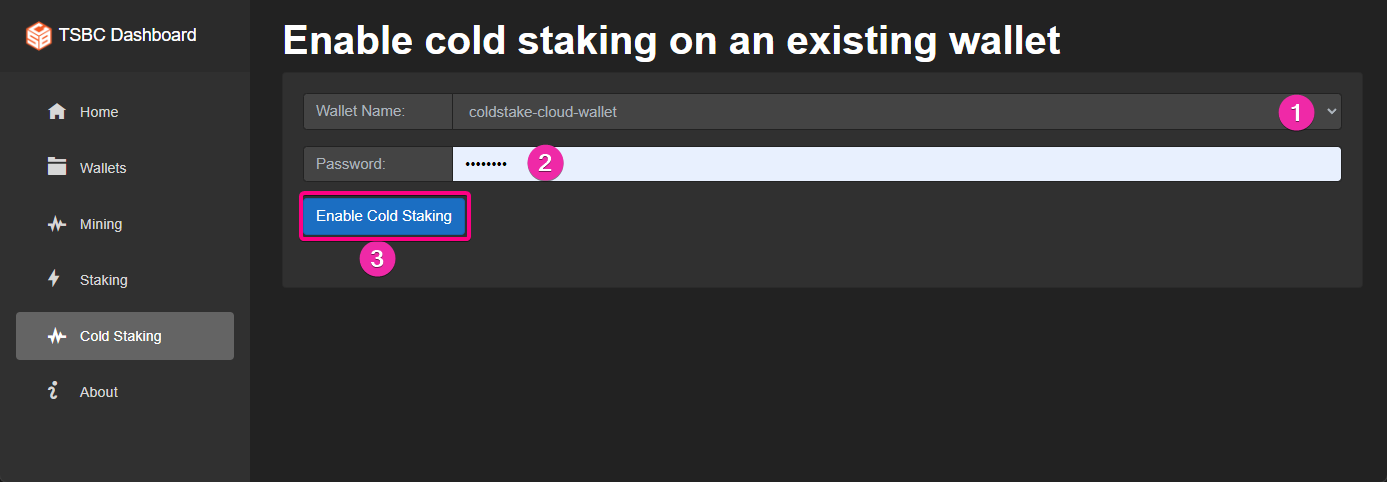 TSBC Dashboard
Home
Wallets
Mining
Staking
Cold Staking
About
Enable cold staking on an existing wallet
Wallet Name: coldstake-cloud-wallet 1
Password: •••••••• 2
Enable Cold Staking
3